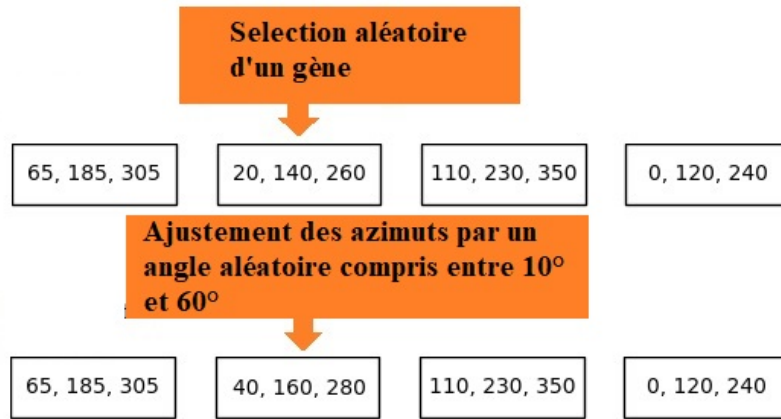 Selection aléatoire
d'un gène
65, 185, 305
20, 140, 260
110, 230, 350
0, 120, 240
Ajustement des azimuts par un
angle aléatoire compris entre 10°
et 60°
65, 185, 305
40, 160, 280
110, 230, 350
0, 120, 240